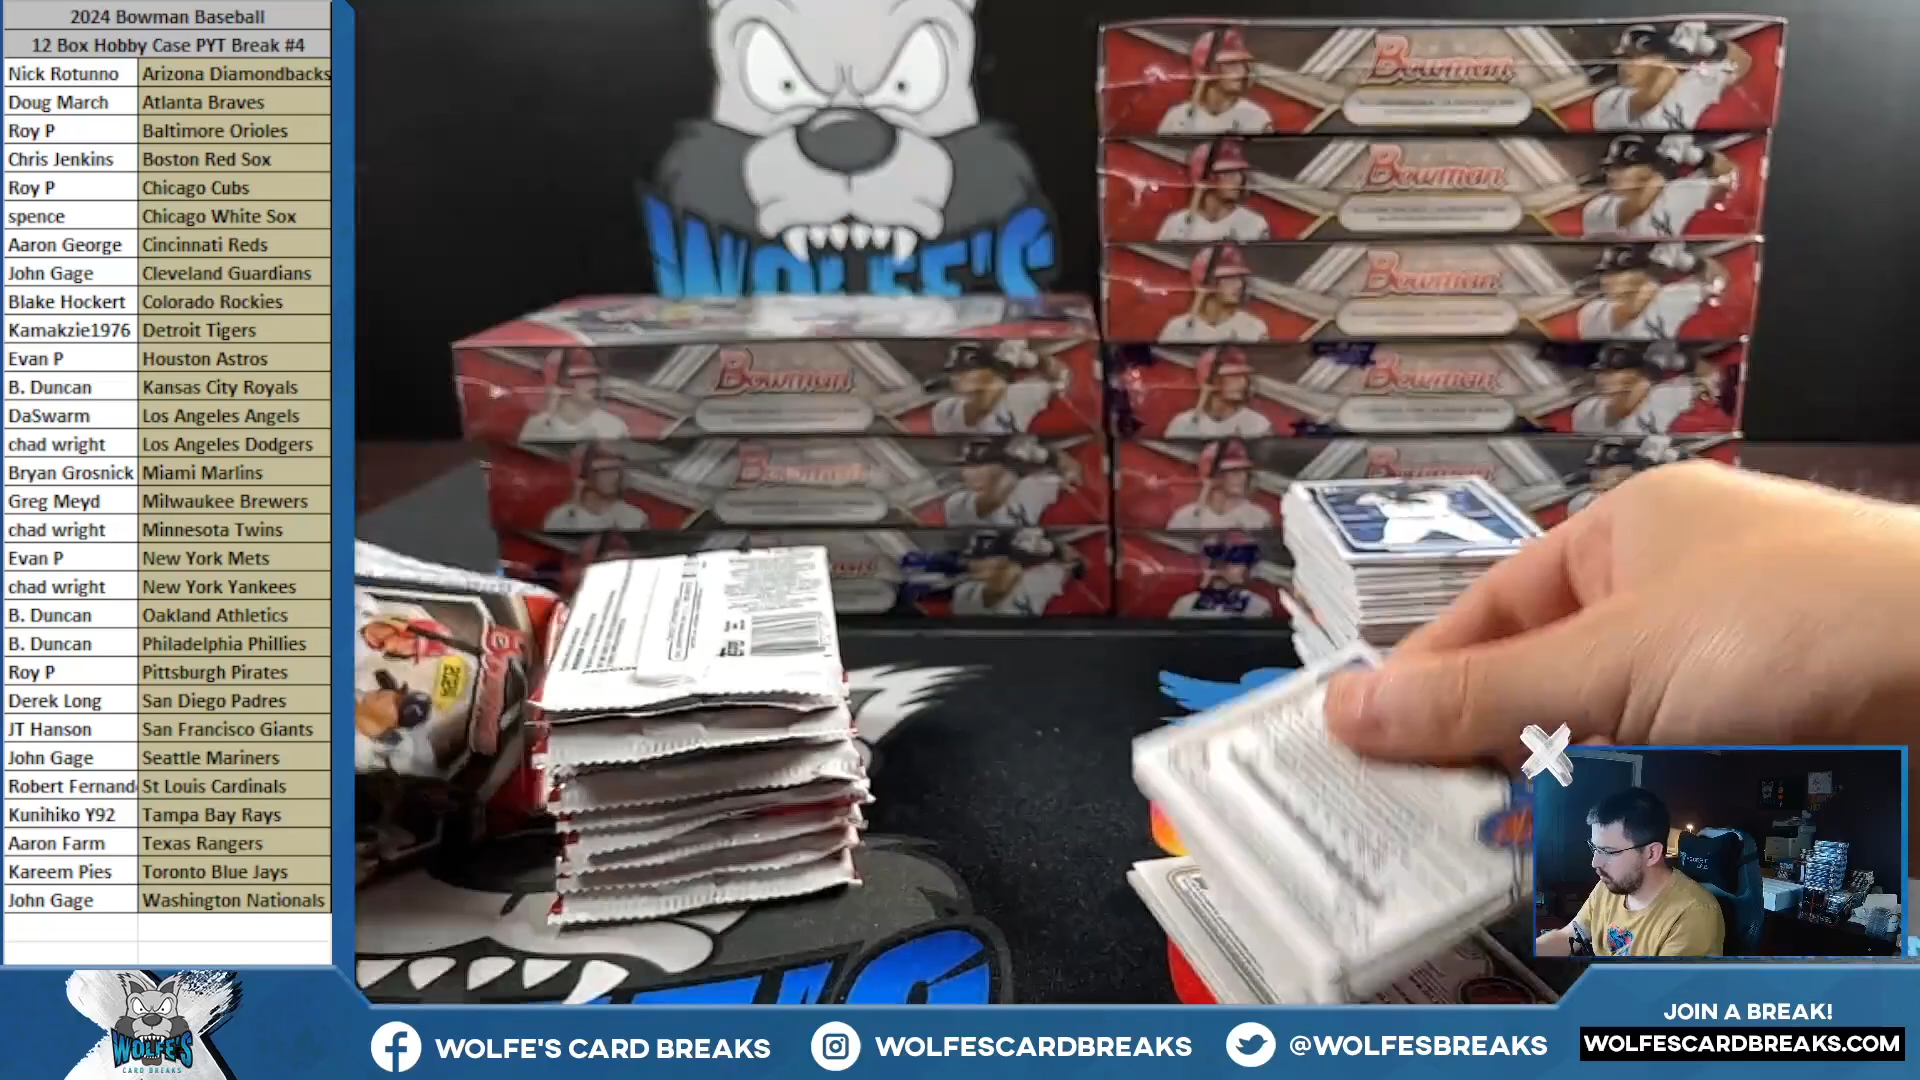 2024 Bowman Baseball
12 Box Hobby Case PYT Break #4
Nick Rotunno Arizona Diamondbacks
Doug March Atlanta Braves
Roy P Baltimore Orioles
Chris Jenkins Boston Red Sox
Roy P Chicago Cubs
spence Chicago White Sox
Aaron George Cincinnati Reds
John Gage Cleveland Guardians
Blake Hockert Colorado Rockies
Kamakzie1976 Detroit Tigers
Evan P Houston Astros
B. Duncan Kansas City Royals
DaSwarm Los Angeles Angels
chad wright Los Angeles Dodgers
Bryan Grosnick Miami Marlins
Greg Meyd Milwaukee Brewers
chad wright Minnesota Twins
Evan P New York Mets
chad wright New York Yankees
B. Duncan Oakland Athletics
B. Duncan Philadelphia Phillies
Roy P Pittsburgh Pirates
Derek Long San Diego Padres
JT Hanson San Francisco Giants
John Gage Seattle Mariners
Robert Fernand St Louis Cardinals
Kunihiko Y92 Tampa Bay Rays
Aaron Farm Texas Rangers
Kareem Pies Toronto Blue Jays
John Gage Washington Nationals
WOLFE'S
Bowman
Bowman
Bowman
Bowman
Bowman
Bowman
Bowman
WOLFE'S
CARD BREAKS
WOLFE'S CARD BREAKS
WOLFESCARDBREAKS
@WOLFESBREAKS
JOIN A BREAK!
WOLFESCARDBREAKS.COM